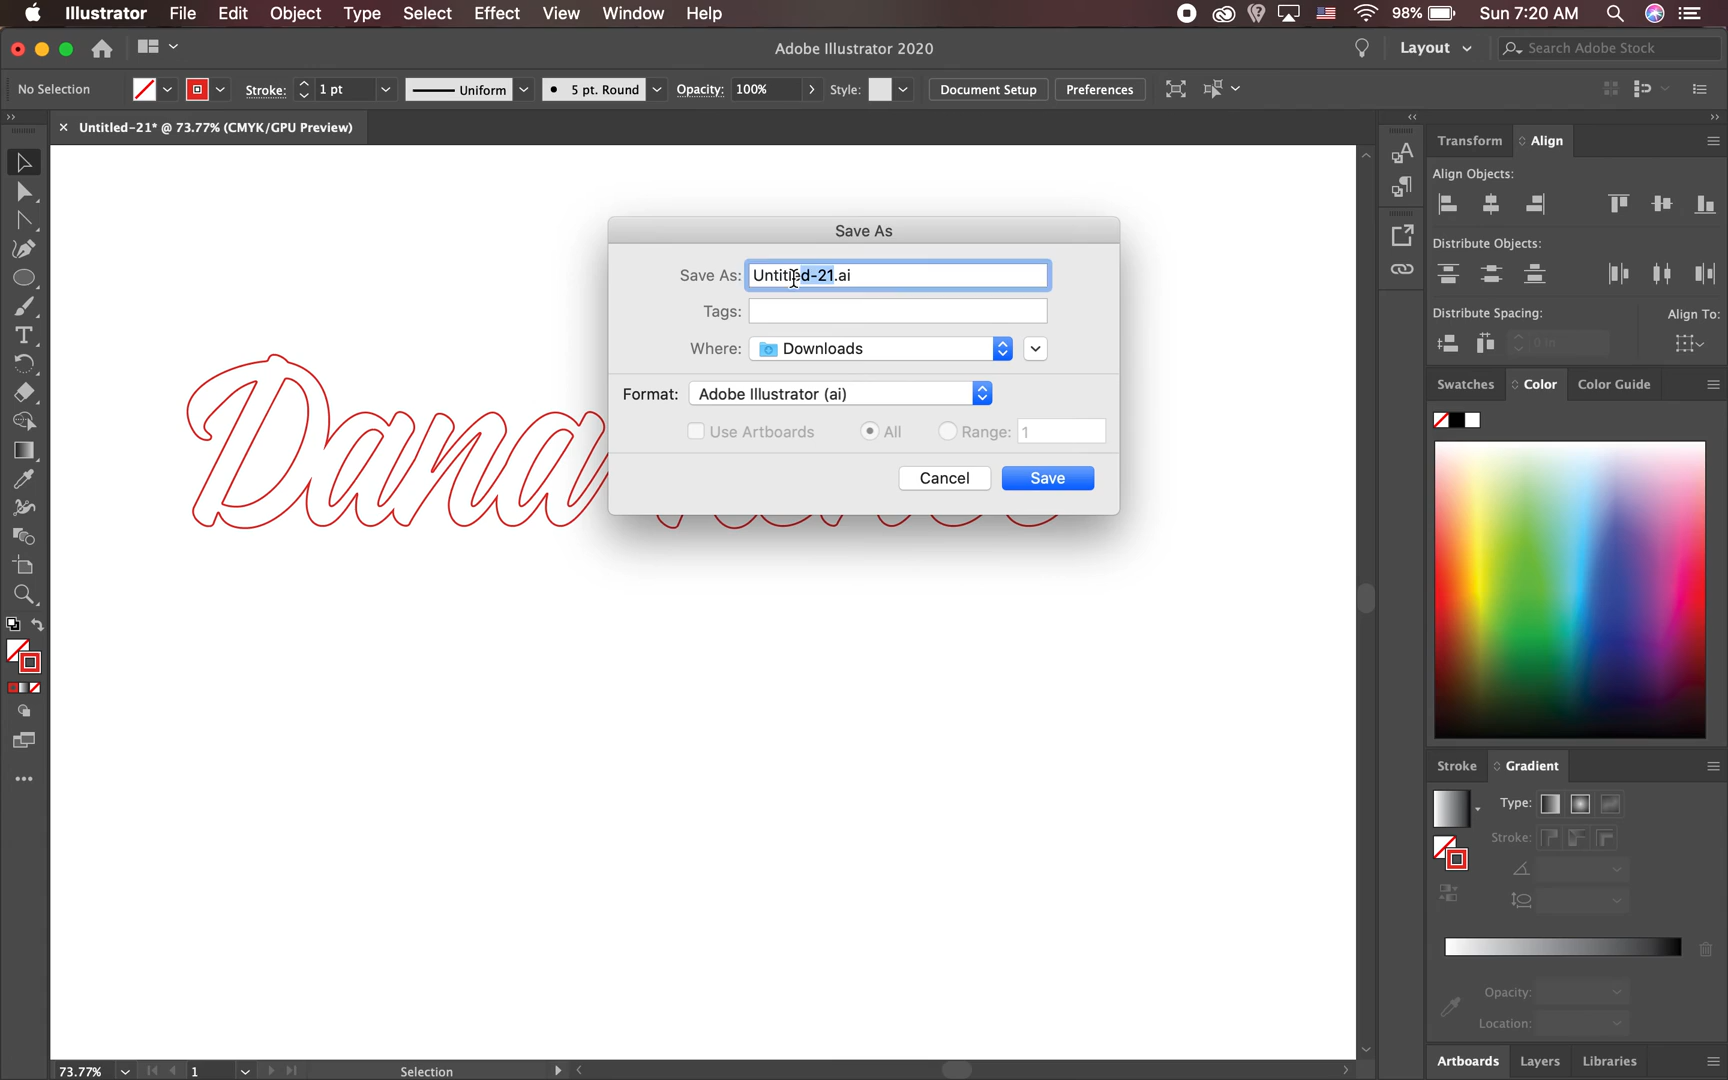 Illustrator File Edit Object Type Select Effect View Window Help 98% Sun 7:20 AM
Adobe Illustrator 2020 Layout Search Adobe Stock
No Selection Stroke: 1 pt Uniform 5 pt. Round Opacity: 100% Style: Document Setup Preferences
Untitled-21* @ 73.77% (CMYK/GPU Preview)
Transform Align
Align Objects:
Save As
Distribute Objects:
Save As: Untitled-21.ai
Tags:
Distribute Spacing: Align To:
0 in
Where: Downloads
Swatches Color Color Guide
Format: Adobe Illustrator (ai)
Use Artboards All Range: 1
Cancel Save
Dana
Stroke Gradient
Type:
Stroke:
Opacity:
Location:
Artboards Layers Libraries
73.77% 1 Selection